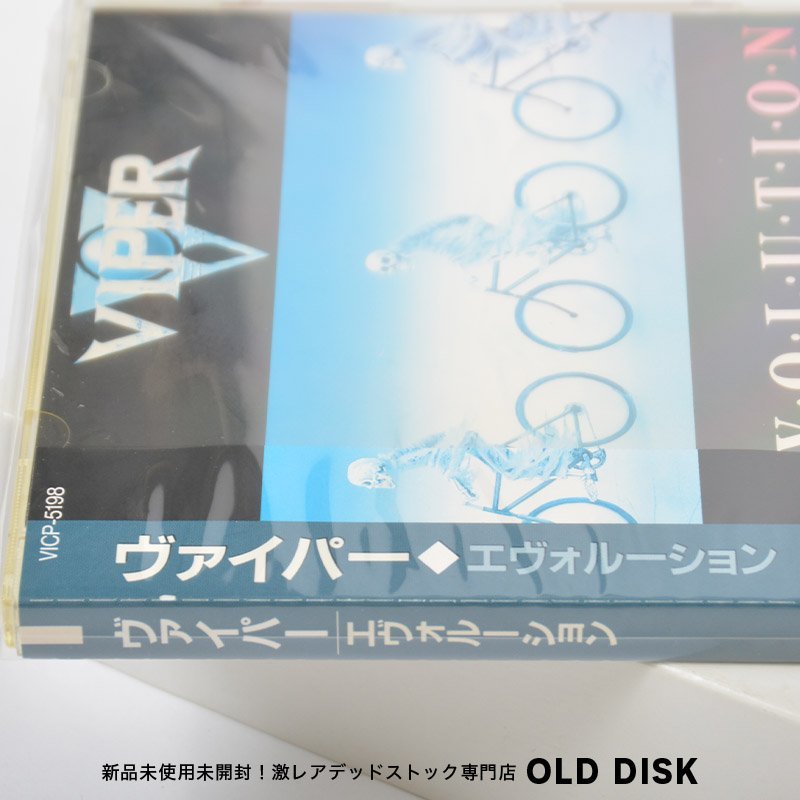 VIPER
V·O·L·U·T·I·O·N
VICP-5198
ヴァイパー◆エヴォルーション
ヴァイパー|エヴォルーション
新品未使用未開封！激レアデッドストック専門店 OLD DISK